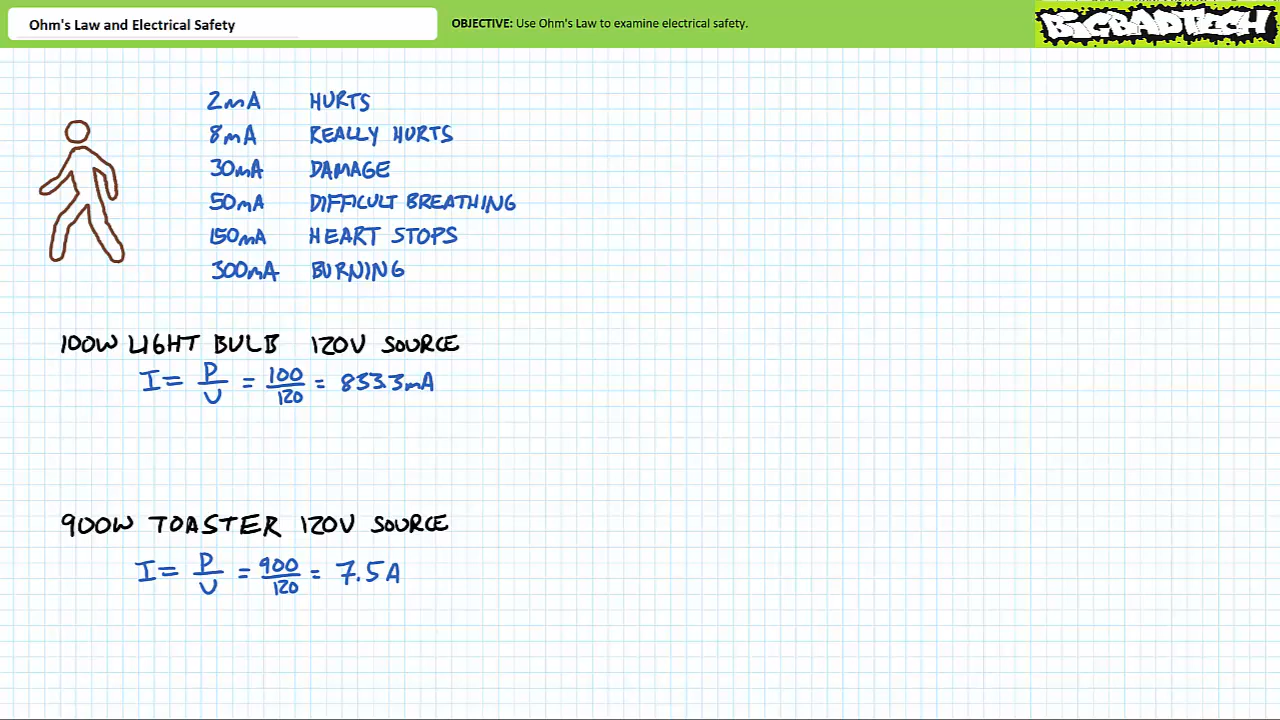 Ohm's Law and Electrical Safety
OBJECTIVE: Use Ohm's Law to examine electrical safety.
BIGBADTECH
2mA HURTS
8mA REALLY HURTS
30mA DAMAGE
50mA DIFFICULT BREATHING
150mA HEART STOPS
300mA BURNING
100W LIGHT BULB 120V SOURCE
I = P/V = 100/120 = 833.3mA
900W TOASTER 120V SOURCE
I = P/V = 900/120 = 7.5A